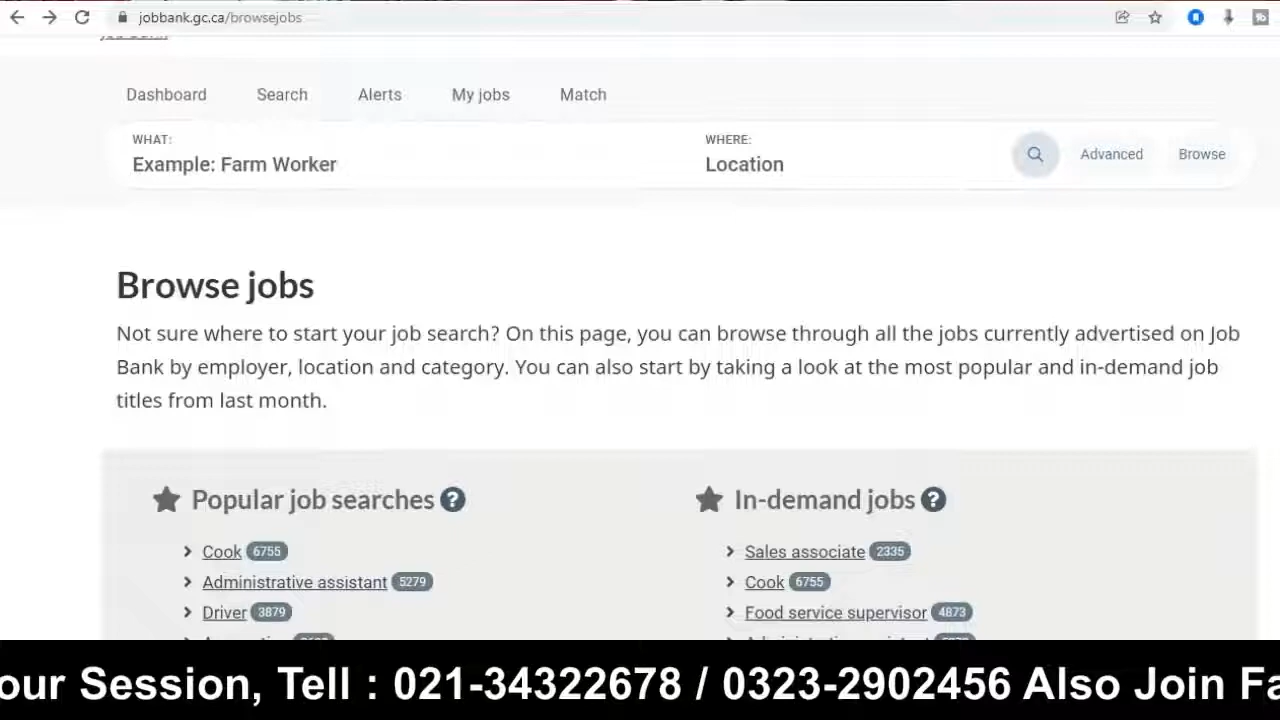 jobbank.gc.ca/browsejobs
Dashboard Search Alerts My jobs Match
WHAT:
Example: Farm Worker
WHERE:
Location
Advanced
Browse
Browse jobs
Not sure where to start your job search? On this page, you can browse through all the jobs currently advertised on Job
Bank by employer, location and category. You can also start by taking a look at the most popular and in-demand job
titles from last month.
Popular job searches ?
Cook 6755
Administrative assistant 5279
Driver 3879
In-demand jobs ?
Sales associate 2335
Cook 6755
Food service supervisor 4873
our Session, Tell : 021-34322678 / 0323-2902456 Also Join Fa